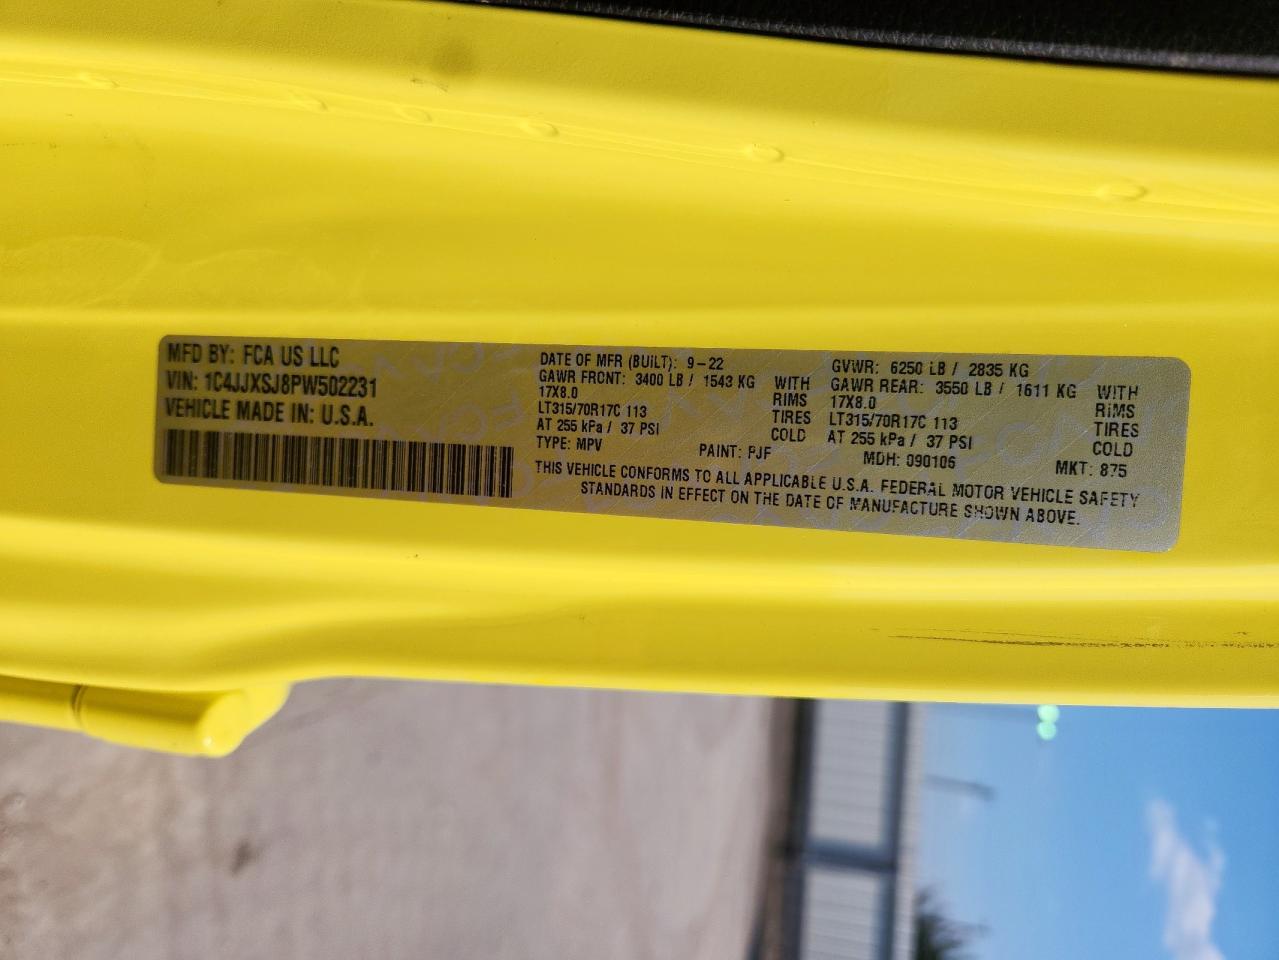 MFD BY: FCA US LLC
VIN: 1C4JJXSJ8PW502231
VEHICLE MADE IN: U.S.A.
DATE OF MFR (BUILT): 9-22 GVWR: 6250 LB / 2835 KG
GAWR FRONT: 3400 LB / 1543 KG WITH GAWR REAR: 3550 LB / 1611 KG WITH
17X8.0 RIMS 17X8.0 RIMS
LT315/70R17C 113 TIRES LT315/70R17C 113 TIRES
AT 255 kPa / 37 PSI COLD AT 255 kPa / 37 PSI COLD
TYPE: MPV PAINT: PJF MDH: 090106 MKT: 875
THIS VEHICLE CONFORMS TO ALL APPLICABLE U.S.A. FEDERAL MOTOR VEHICLE SAFETY
STANDARDS IN EFFECT ON THE DATE OF MANUFACTURE SHOWN ABOVE.